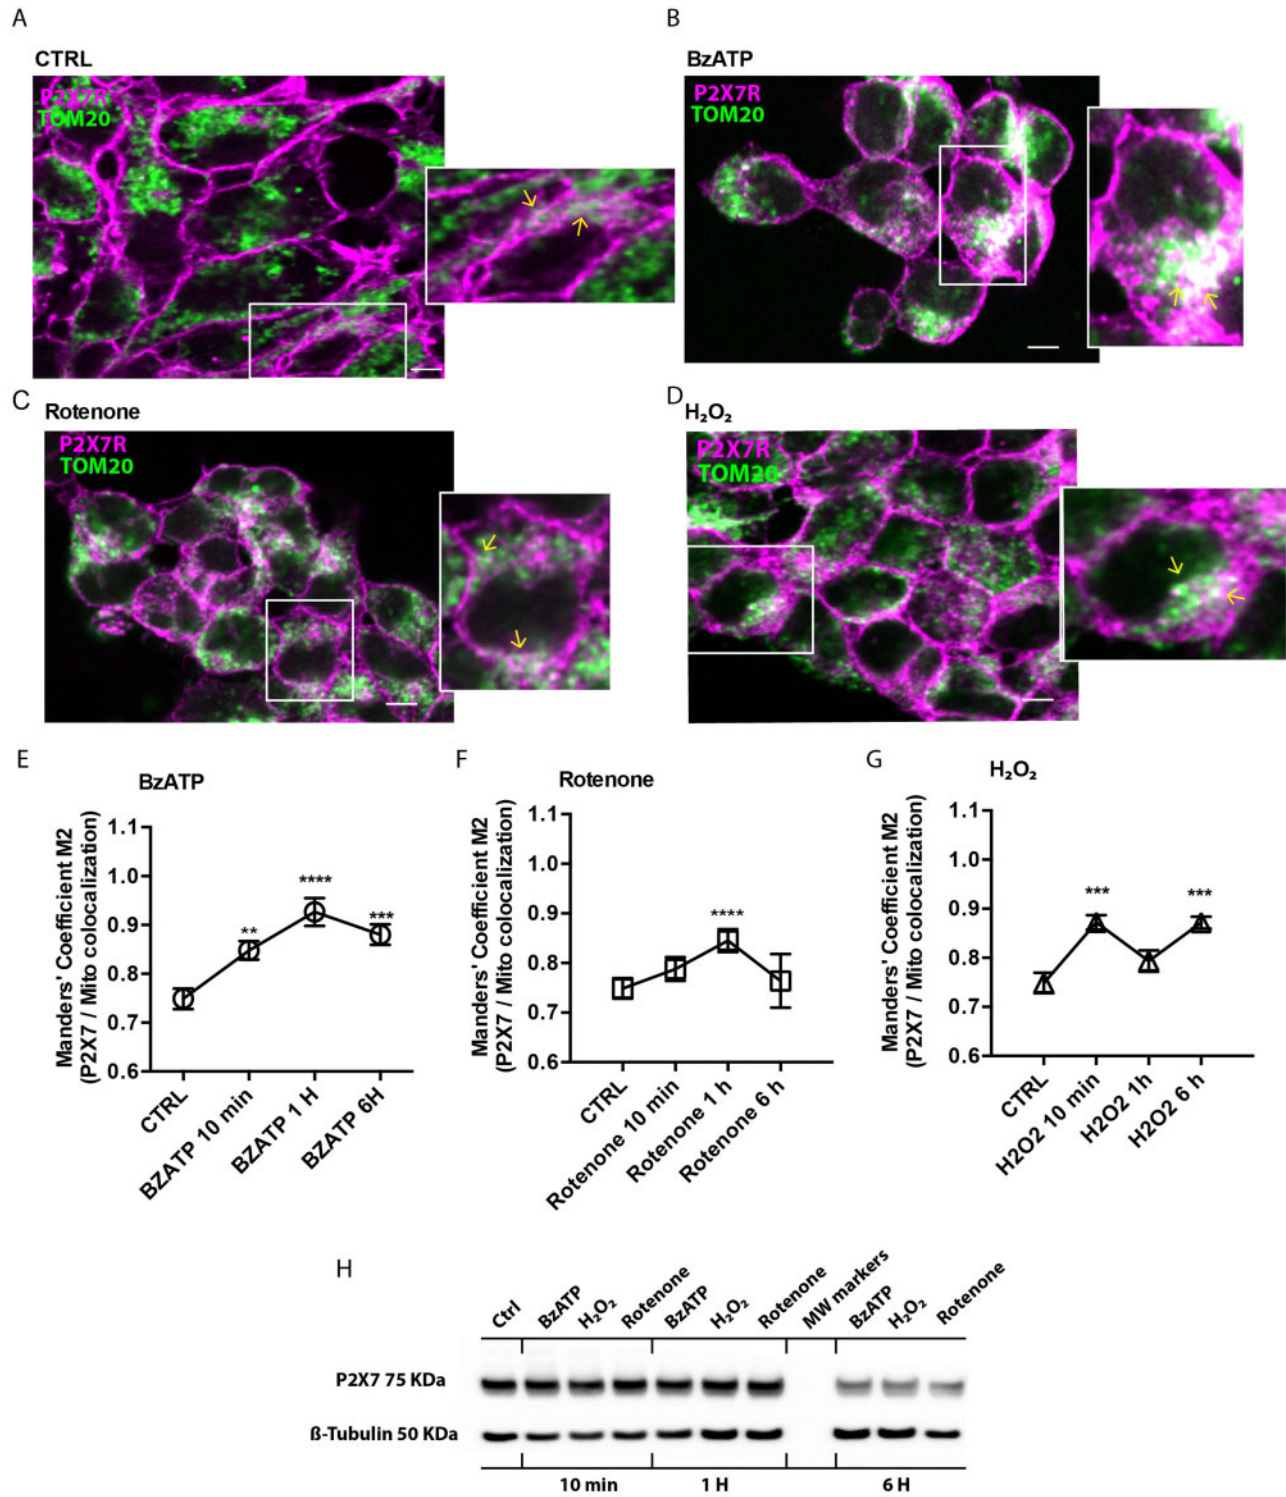 A
CTRL
P2X7R
TOM20
B
BzATP
P2X7R
TOM20
C
Rotenone
P2X7R
TOM20
D
H₂O₂
P2X7R
TOM20
E
BzATP
Manders' Coefficient M2
(P2X7 / Mito colocalization)
1.1
1.0
0.9
0.8
0.7
0.6
**
****
***
CTRL
BZATP 10 min
BZATP 1 H
BZATP 6H
F
Rotenone
Manders' Coefficient M2
(P2X7 / Mito colocalization)
1.1
1.0
0.9
0.8
0.7
0.6
****
CTRL
Rotenone 10 min
Rotenone 1 h
Rotenone 6 h
G
H₂O₂
Manders' Coefficient M2
(P2X7 / Mito colocalization)
1.1
1.0
0.9
0.8
0.7
0.6
***
***
CTRL
H2O2 10 min
H2O2 1h
H2O2 6 h
H
Ctrl
BzATP
H₂O₂
Rotenone
BzATP
H₂O₂
Rotenone
MW markers
BzATP
H₂O₂
Rotenone
P2X7 75 KDa
ß-Tubulin 50 KDa
10 min
1 H
6 H